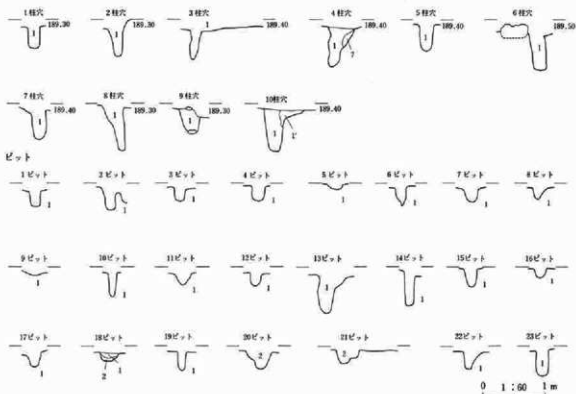 1柱穴 2柱穴 3柱穴 4柱穴 5柱穴 6柱穴
189.30 189.30 189.40 189.40 189.40 189.50
1 1 1 1 1 1
7柱穴 8柱穴 9柱穴 10柱穴
189.40 189.30 189.30 189.40
1 1 1 1 1'
ピット
1ピット 2ピット 3ピット 4ピット 5ピット 6ピット 7ピット 8ピット
1 1 1 1 1 1 1 1
9ピット 10ピット 11ピット 12ピット 13ピット 14ピット 15ピット 16ピット
1 1 1 1 1 1 1 1
17ピット 18ピット 19ピット 20ピット 21ピット 22ピット 23ピット
1 2 1 1 2 2 1 1
0 1:60 1m